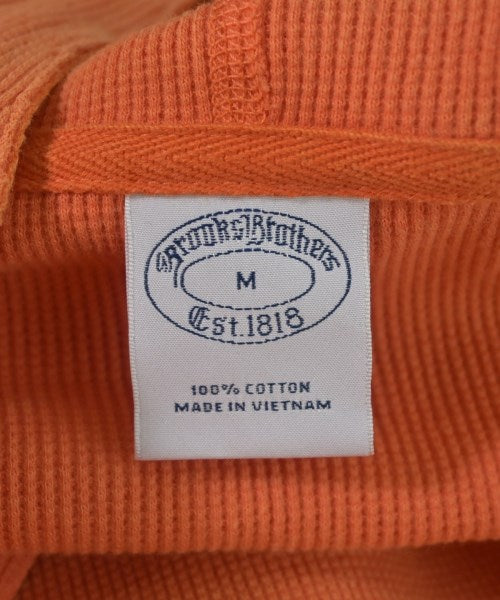 Brooks Brothers
M
Est. 1818
100% COTTON
MADE IN VIETNAM